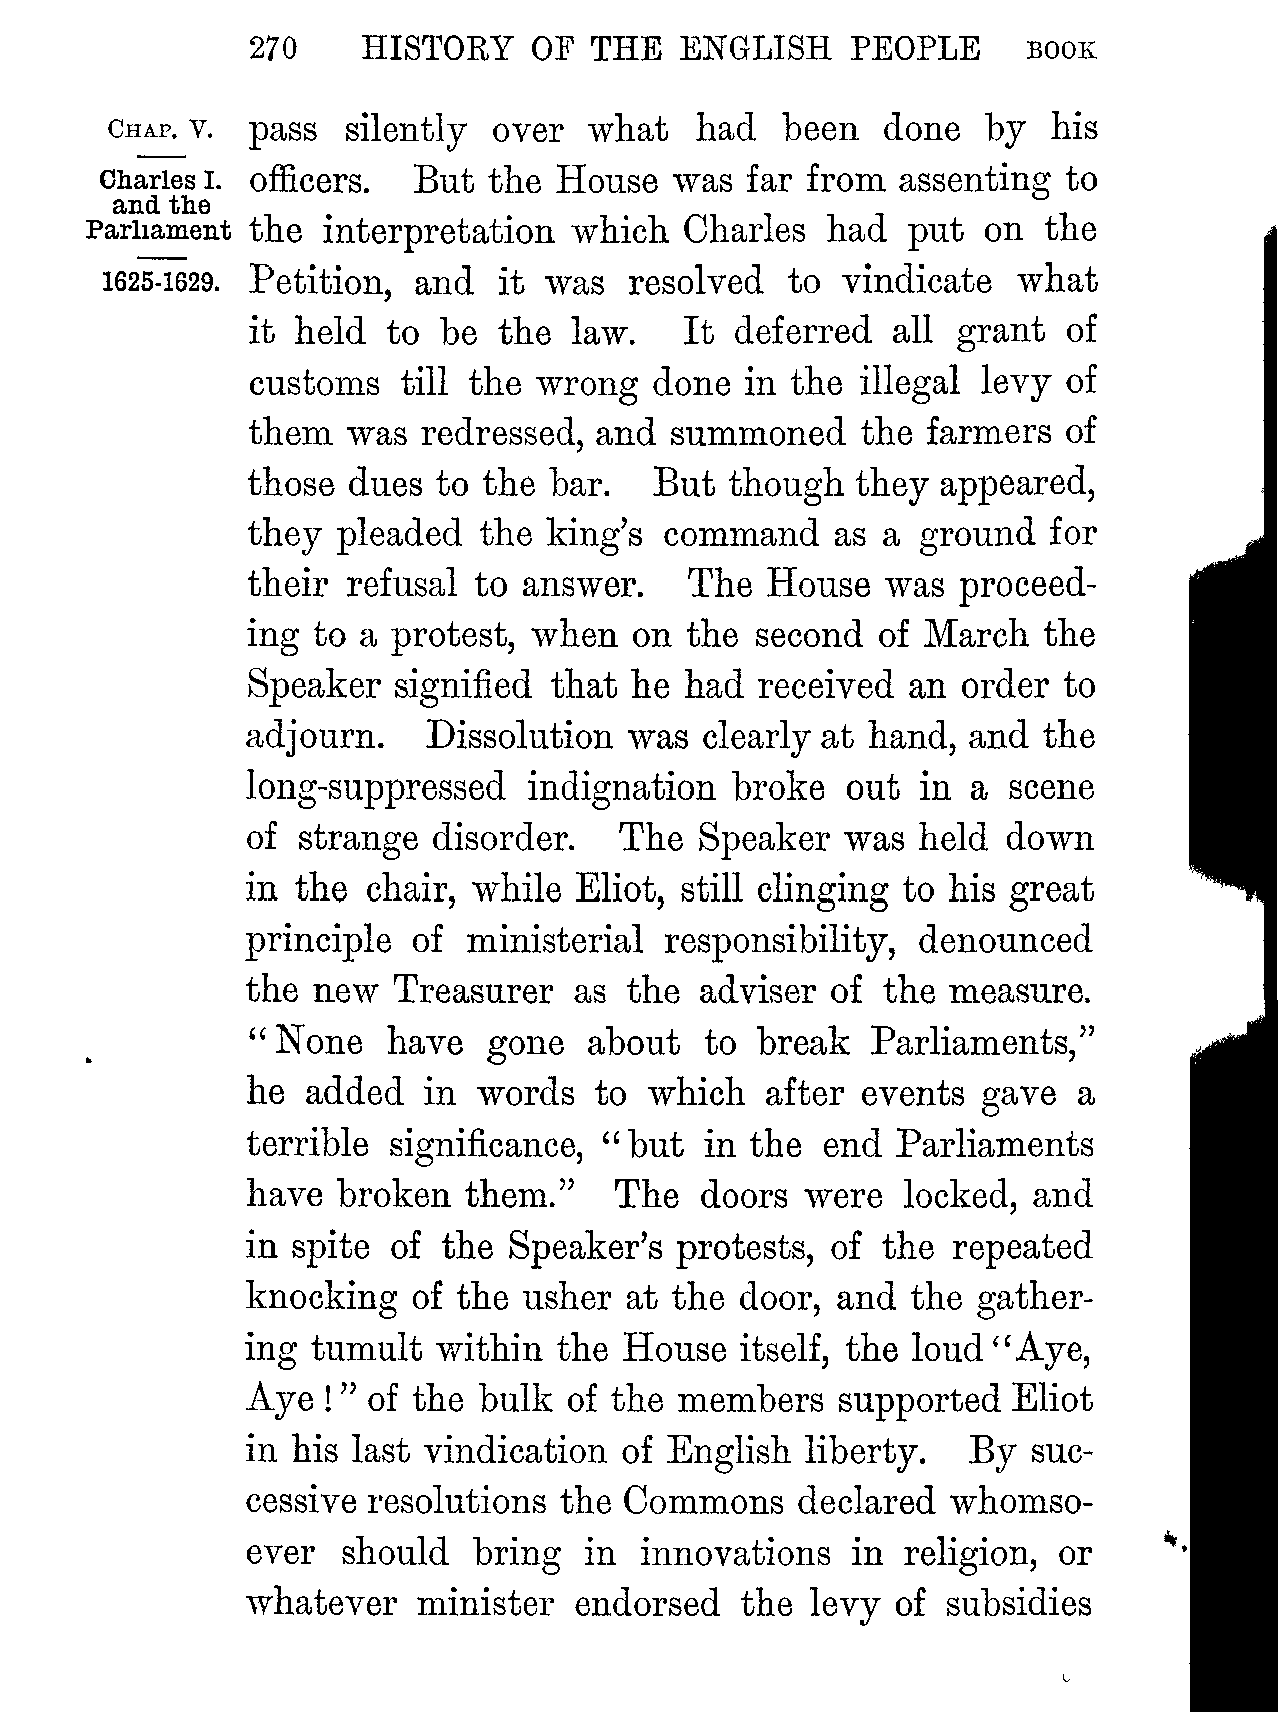 270 HISTORY OF THE ENGLISH PEOPLE BOOK
CHAP. V.
Charles I.
and the
Parliament
1625-1629.
pass silently over what had been done by his
officers. But the House was far from assenting to
the interpretation which Charles had put on the
Petition, and it was resolved to vindicate what
it held to be the law. It deferred all grant of
customs till the wrong done in the illegal levy of
them was redressed, and summoned the farmers of
those dues to the bar. But though they appeared,
they pleaded the king's command as a ground for
their refusal to answer. The House was proceed-
ing to a protest, when on the second of March the
Speaker signified that he had received an order to
adjourn. Dissolution was clearly at hand, and the
long-suppressed indignation broke out in a scene
of strange disorder. The Speaker was held down
in the chair, while Eliot, still clinging to his great
principle of ministerial responsibility, denounced
the new Treasurer as the adviser of the measure.
“None have gone about to break Parliaments,”
he added in words to which after events gave a
terrible significance, “but in the end Parliaments
have broken them.” The doors were locked, and
in spite of the Speaker's protests, of the repeated
knocking of the usher at the door, and the gather-
ing tumult within the House itself, the loud “Aye,
Aye!” of the bulk of the members supported Eliot
in his last vindication of English liberty. By suc-
cessive resolutions the Commons declared whomso-
ever should bring in innovations in religion, or
whatever minister endorsed the levy of subsidies